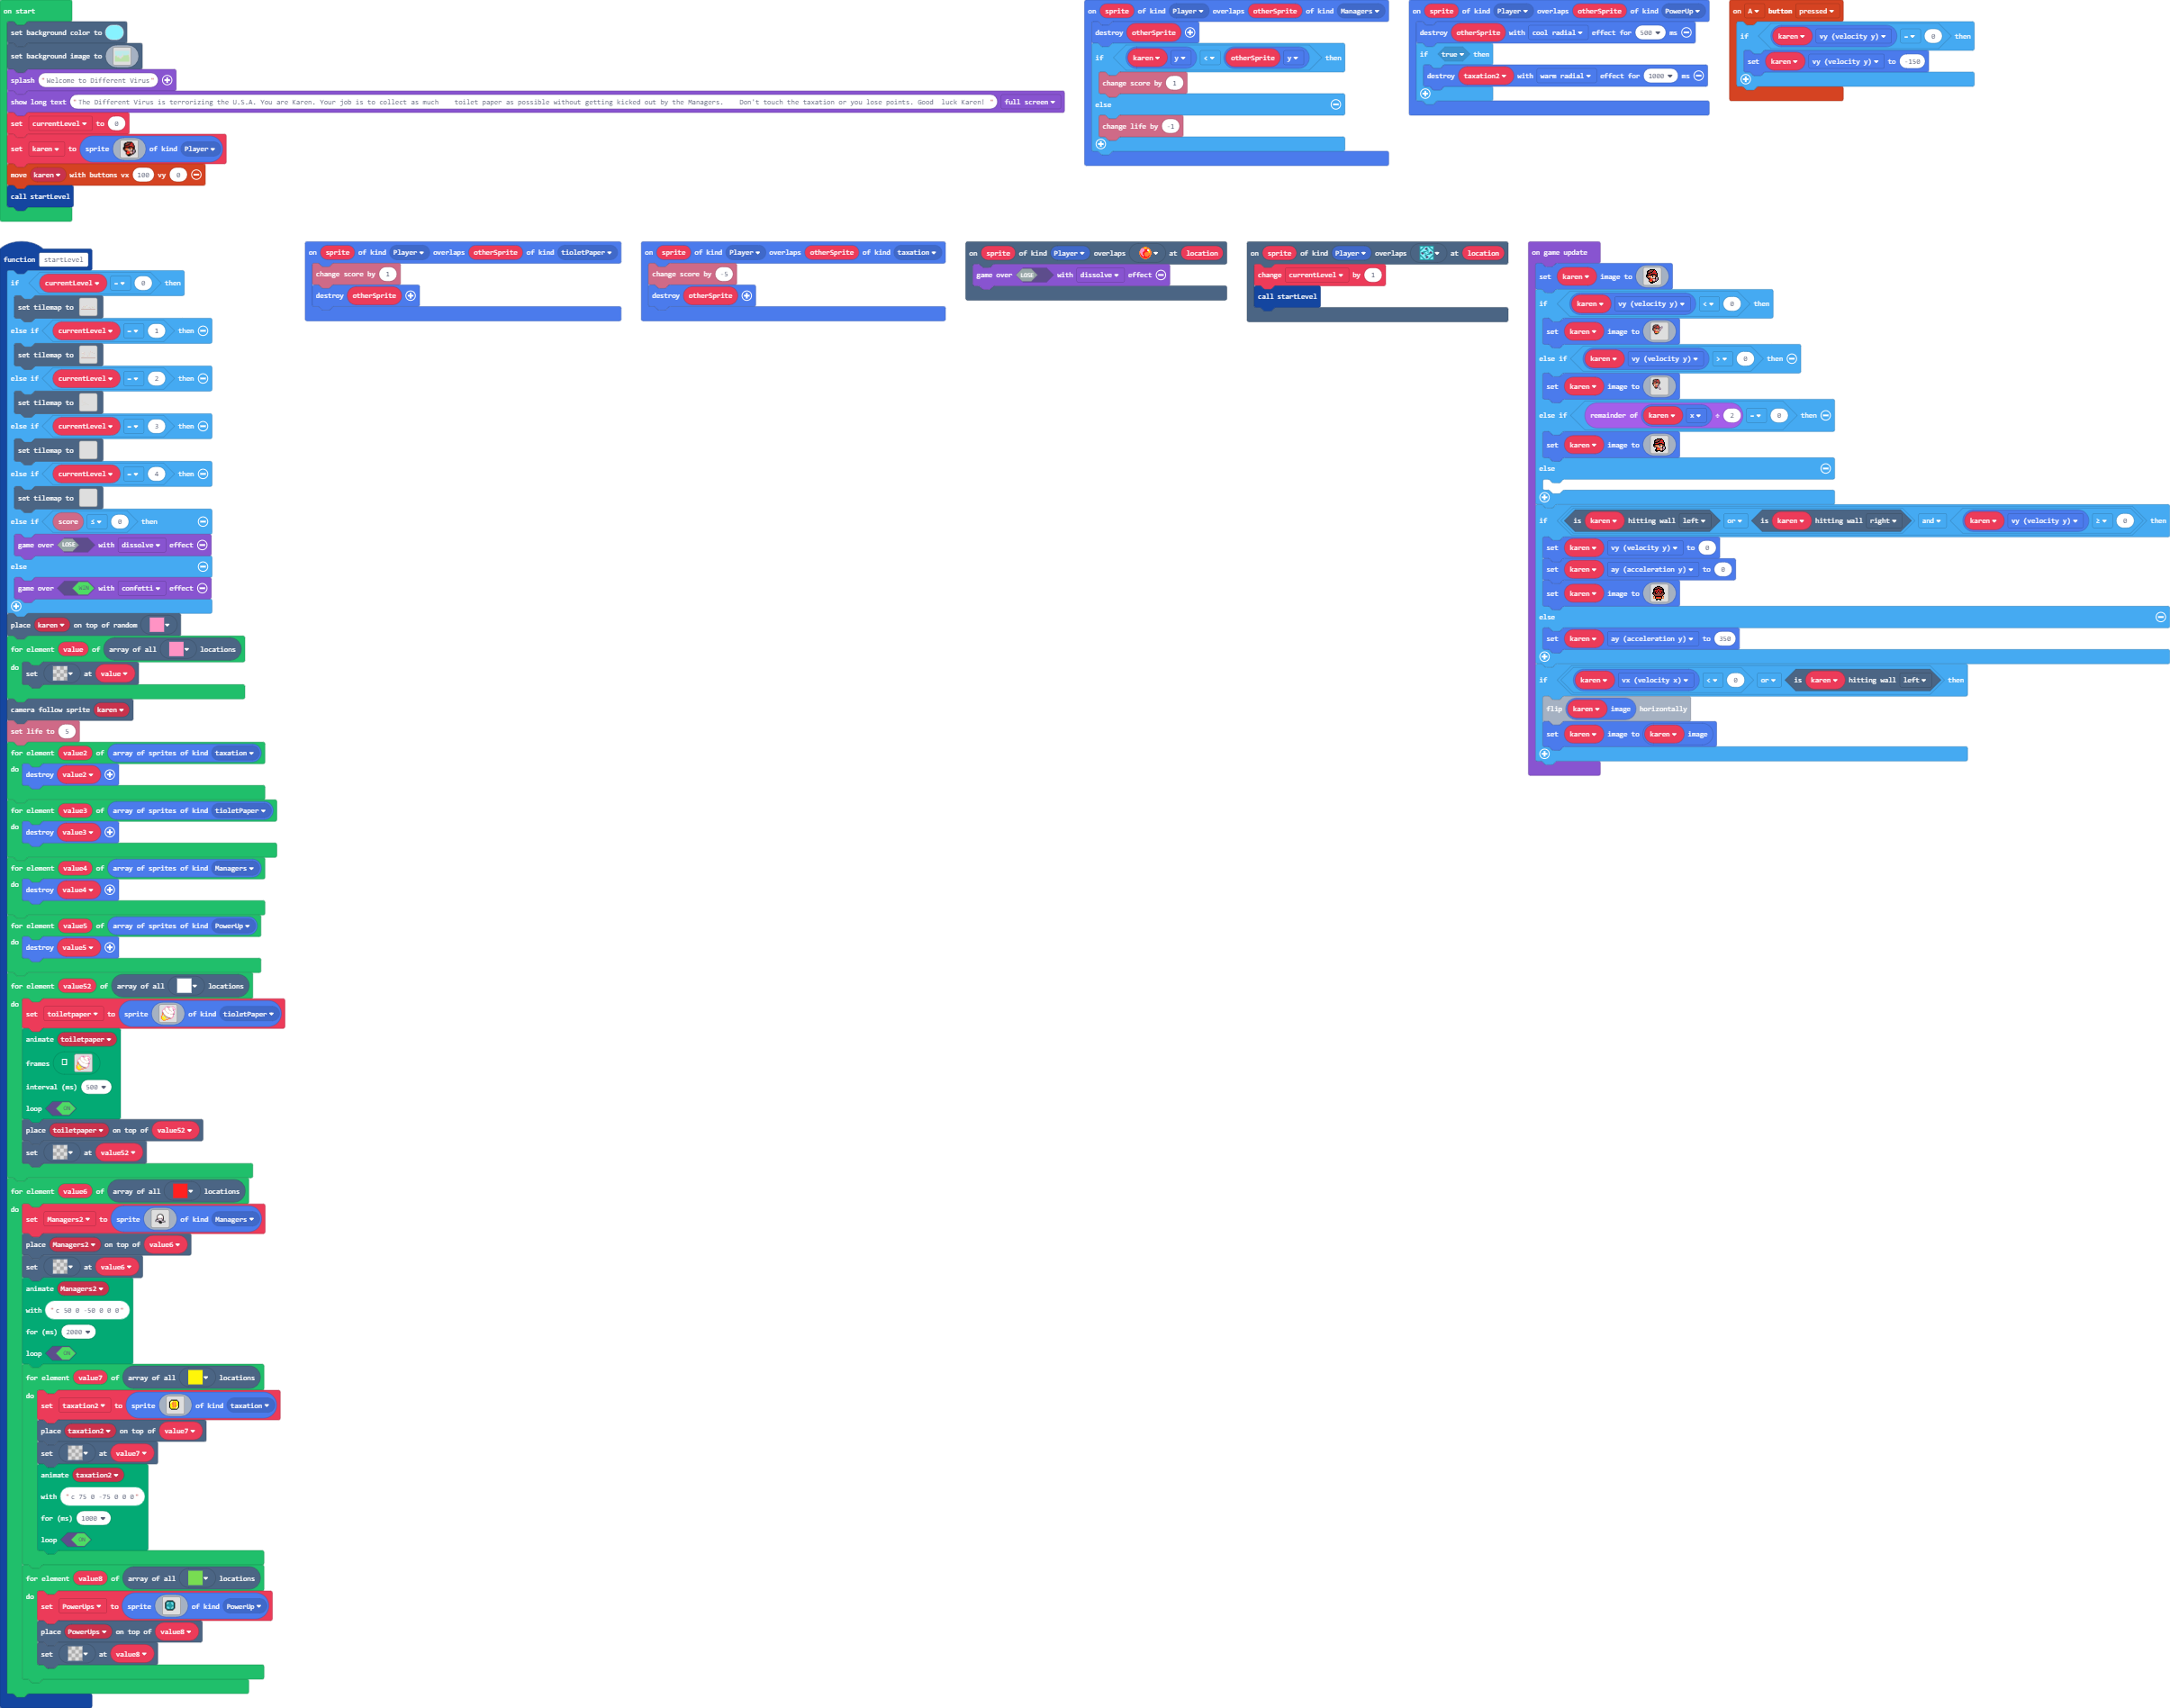 on start
set background color to
set background image to
splash "Welcome to Different Virus"
show long text "The Different Virus is terrorizing the U.S.A. You are Karen. Your job is to collect as much toilet paper as possible without getting kicked out by the Managers. Don't touch the taxation or you lose points. Good luck Karen! " full screen
set currentLevel to 0
set karen to sprite of kind Player
move karen with buttons vx 100 vy 0
call startLevel
on sprite of kind Player overlaps otherSprite of kind Managers
destroy otherSprite
if karen y < otherSprite y then
change score by 1
else
change life by -1
on sprite of kind Player overlaps otherSprite of kind PowerUp
destroy otherSprite with cool radial effect for 500 ms
if true then
destroy taxation2 with warm radial effect for 1000 ms
on A button pressed
if karen vy (velocity y) = 0 then
set karen vy (velocity y) to -150
function startLevel
if currentLevel = 0 then
set tilemap to
else if currentLevel = 1 then
set tilemap to
else if currentLevel = 2 then
set tilemap to
else if currentLevel = 3 then
set tilemap to
else if currentLevel = 4 then
set tilemap to
else if score ≤ 0 then
game over LOSE with dissolve effect
else
game over WIN with confetti effect
place karen on top of random
for element value of array of all locations
do set at value
camera follow sprite karen
set life to 5
for element value2 of array of sprites of kind taxation
do destroy value2
for element value3 of array of sprites of kind tioletPaper
do destroy value3
for element value4 of array of sprites of kind Managers
do destroy value4
for element value5 of array of sprites of kind PowerUp
do destroy value5
for element value52 of array of all locations
do set toiletpaper to sprite of kind tioletPaper
animate toiletpaper
frames
interval (ms) 500
loop ON
place toiletpaper on top of value52
set at value52
for element value6 of array of all locations
do set Managers2 to sprite of kind Managers
place Managers2 on top of value6
set at value6
animate Managers2
with "c 50 0 -50 0 0 0"
for (ms) 2000
loop ON
for element value7 of array of all locations
do set taxation2 to sprite of kind taxation
place taxation2 on top of value7
set at value7
animate taxation2
with "c 75 0 -75 0 0 0"
for (ms) 1000
loop ON
for element value8 of array of all locations
do set PowerUps to sprite of kind PowerUp
place PowerUps on top of value8
set at value8
on sprite of kind Player overlaps otherSprite of kind tioletPaper
change score by 1
destroy otherSprite
on sprite of kind Player overlaps otherSprite of kind taxation
change score by -5
destroy otherSprite
on sprite of kind Player overlaps at location
game over LOSE with dissolve effect
on sprite of kind Player overlaps at location
change currentLevel by 1
call startLevel
on game update
set karen image to
if karen vy (velocity y) < 0 then
set karen image to
else if karen vy (velocity y) > 0 then
set karen image to
else if remainder of karen x ÷ 2 = 0 then
set karen image to
else
if is karen hitting wall left or is karen hitting wall right and karen vy (velocity y) ≥ 0 then
set karen vy (velocity y) to 0
set karen ay (acceleration y) to 0
set karen image to
else
set karen ay (acceleration y) to 350
if karen vx (velocity x) < 0 or is karen hitting wall left then
flip karen image horizontally
set karen image to karen image